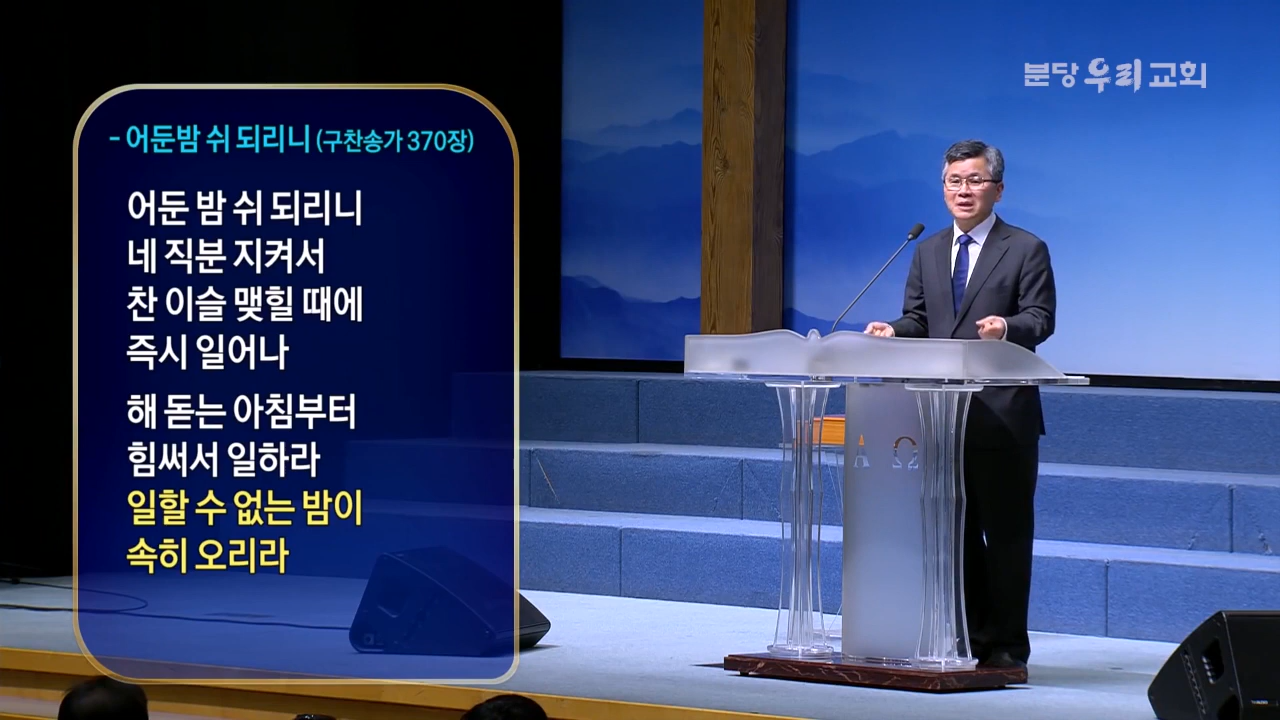 분당우리교회
- 어둔밤 쉬 되리니 (구찬송가 370장)
어둔 밤 쉬 되리니
네 직분 지켜서
찬 이슬 맺힐 때에
즉시 일어나
해 돋는 아침부터
힘써서 일하라
일할 수 없는 밤이
속히 오리라
Α Ω